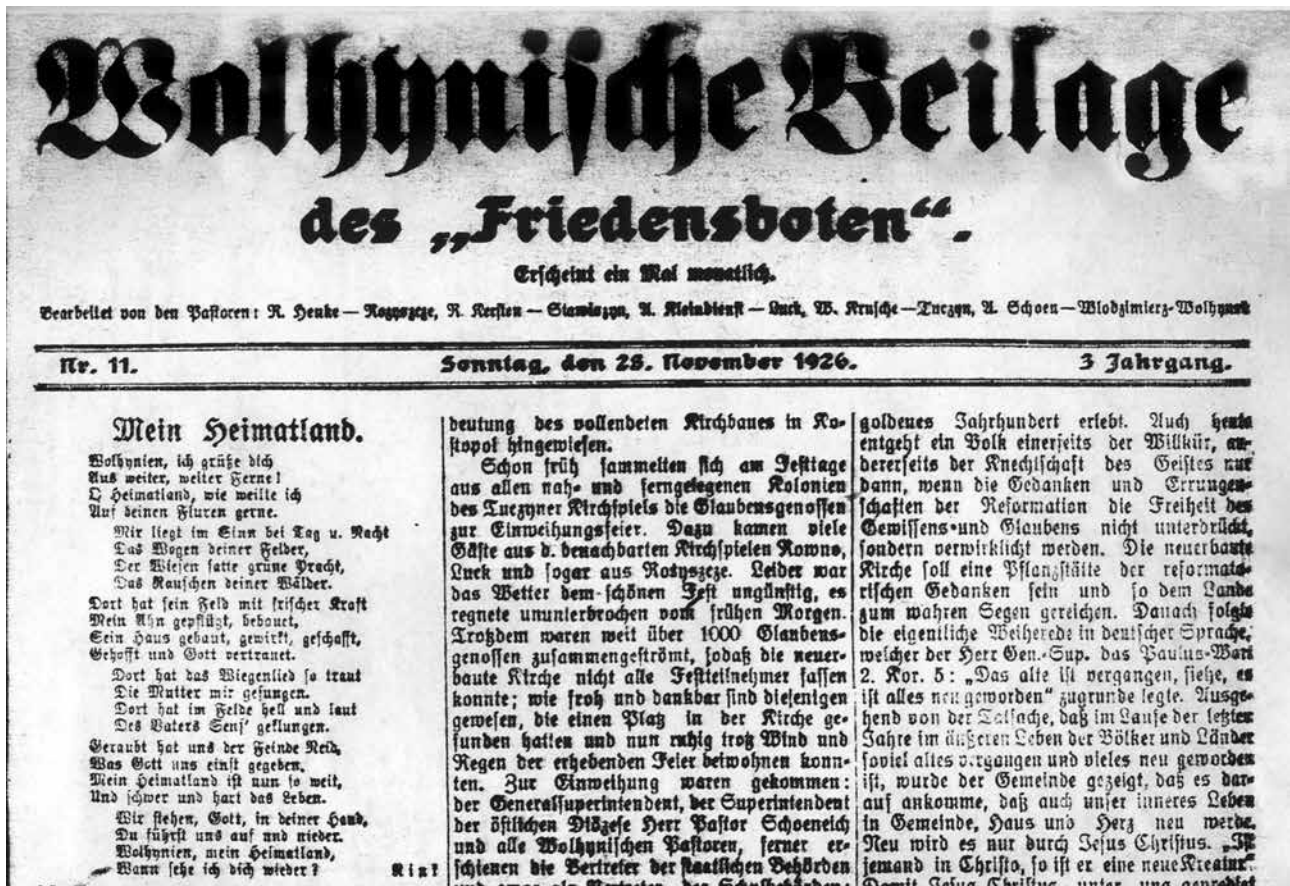 Wolhynische Beilage
des „Friedensboten“.
Erscheint ein Mal monatlich.
Bearbeitet von den Pastoren: R. Henke — Rozyszcze, R. Kersten — A. Kleindienst — Luck, W. Krusche — Tuczyn, A. Schoen — Wlodzimierz-Wolhynsk
Nr. 11. Sonntag, den 28. November 1926. 3 Jahrgang.
Mein Heimatland.
Wolhynien, ich grüße dich
Aus weiter, weiter Ferne!
O Heimatland, wie weilte ich
Auf deinen Fluren gerne.
Mir liegt im Sinn bei Tag u. Nacht
Das Wogen deiner Felder,
Der Wiesen satte grüne Pracht,
Das Rauschen deiner Wälder.
Dort hat sein Feld mit frischer Kraft
Mein Ahn gepflügt, bebauet,
Sein Haus gebaut, gewirkt, geschafft,
Gehofft und Gott vertrauet.
Dort hat das Wiegenlied so traut
Die Mutter mir gesungen.
Dort hat im Felde hell und laut
Des Vaters Sens' geklungen.
Geraubt hat uns der Feinde Neid,
Was Gott uns einst gegeben.
Mein Heimatland ist nun so weit,
Und schwer und hart das Leben.
Wir stehen, Gott, in deiner Hand,
Du führst uns auf und nieder.
Wolhynien, mein Heimatland,
Wann sehe ich dich wieder?
deutung des vollendeten Kirchbaues in Ko-
stopol hingewiesen.
Schon früh sammelten sich am Festtage
aus allen nah- und ferngelegenen Kolonien
des Tuczyner Kirchspiels die Glaubensgenossen
zur Einweihungsfeier. Dazu kamen viele
Gäste aus d. benachbarten Kirchspielen Rowno,
Luck und sogar aus Rozyszcze. Leider war
das Wetter dem schönen Fest ungünstig, es
regnete ununterbrochen vom frühen Morgen.
Trotzdem waren weit über 1000 Glaubens-
genossen zusammengeströmt, sodaß die neuer-
baute Kirche nicht alle Festteilnehmer fassen
konnte; wie froh und dankbar sind diejenigen
gewesen, die einen Platz in der Kirche ge-
funden hatten und nun ruhig trotz Wind und
Regen der erhebenden Feier beiwohnen konn-
ten. Zur Einweihung waren gekommen:
der Generalsuperintendent, der Superintendent
der östlichen Diözese Herr Pastor Schoeneich
und alle Wolhynischen Pastoren, ferner er-
schienen die Vertreter der staatlichen Behörden
goldenes Jahrhundert erlebt. Auch heute
entgeht ein Volk einerseits der Willkür, an-
dererseits der Knechtschaft des Geistes nur
dann, wenn die Gedanken und Errungen-
schaften der Reformation die Freiheit des
Gewissens und Glaubens nicht unterdrückt,
sondern verwirklicht werden. Die neuerbaute
Kirche soll eine Pflanzstätte der reformato-
rischen Gedanken sein und so dem Lande
zum wahren Segen gereichen. Danach folgte
die eigentliche Weiherede in deutscher Sprache,
welcher der Herr Gen.-Sup. das Paulus-Wort
2. Kor. 5: „Das alte ist vergangen, siehe, es
ist alles neu geworden“ zugrunde legte. Ausge-
hend von der Tatsache, daß im Laufe der letzten
Jahre im äußeren Leben der Völker und Länder
soviel altes vergangen und vieles neu geworden
ist, wurde der Gemeinde gezeigt, daß es dar-
auf ankomme, daß auch unser inneres Leben
in Gemeinde, Haus und Herz neu werde.
Neu wird es nur durch Jesus Christus. „Ist
jemand in Christo, so ist er eine neue Kreatur“